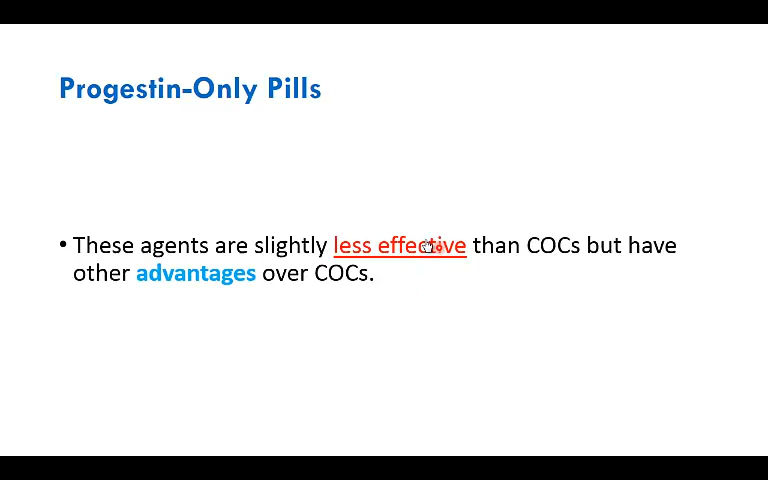 Progestin-Only Pills
• These agents are slightly less effective than COCs but have
other advantages over COCs.